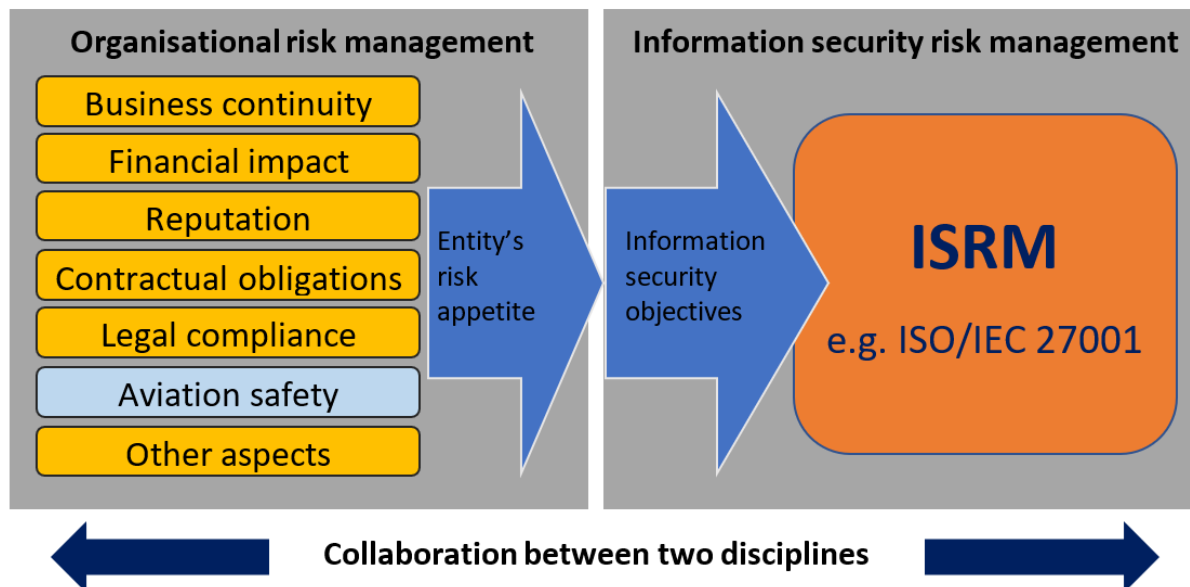 Organisational risk management
Business continuity
Financial impact
Reputation
Contractual obligations
Legal compliance
Aviation safety
Other aspects
Entity's
risk
appetite
Information security risk management
Information
security
objectives
ISRM
e.g. ISO/IEC 27001
Collaboration between two disciplines